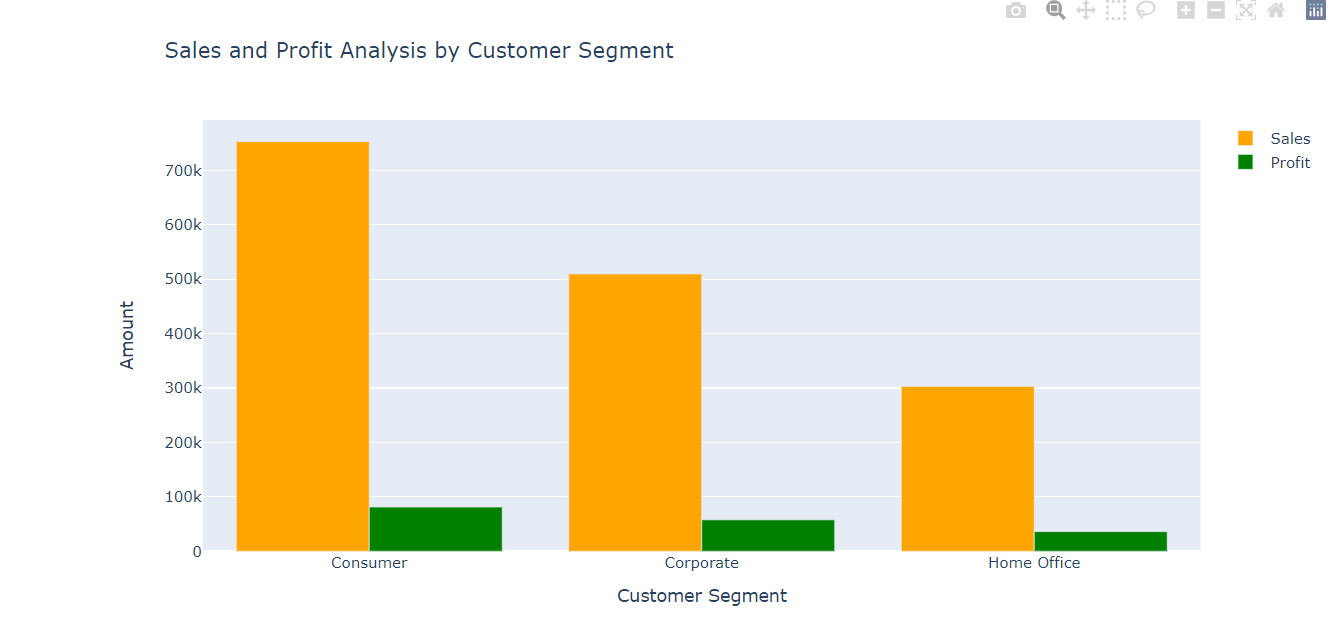 Sales and Profit Analysis by Customer Segment
Sales
Profit
700k
600k
500k
400k
300k
200k
100k
0
Amount
Consumer
Corporate
Home Office
Customer Segment